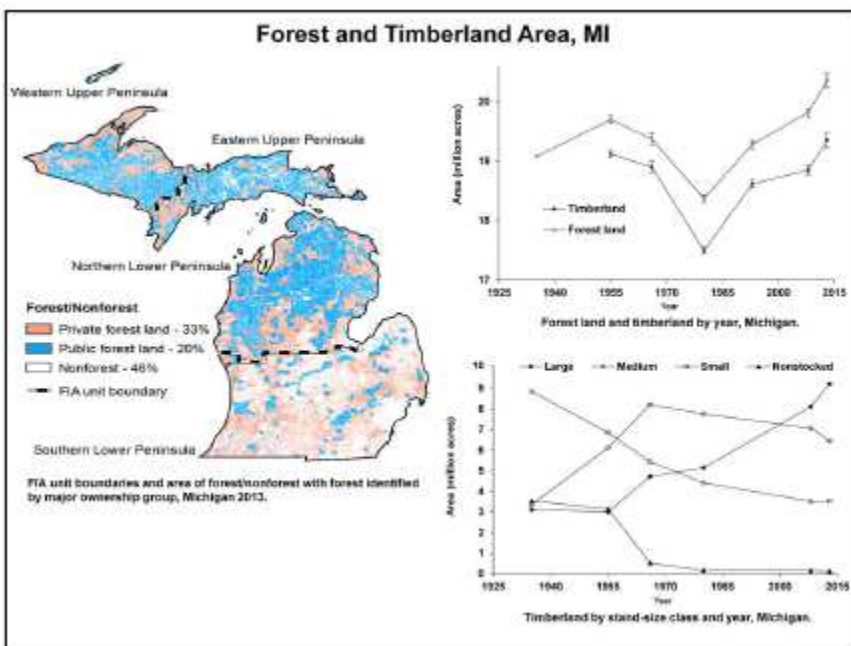 Forest and Timberland Area, MI
Western Upper Peninsula
Eastern Upper Peninsula
Northern Lower Peninsula
Forest/Nonforest
Private forest land - 33%
Public forest land - 20%
Nonforest - 46%
FIA unit boundary
Southern Lower Peninsula
FIA unit boundaries and area of forest/nonforest with forest identified
by major ownership group, Michigan 2013.
Area (million acres)
20
19
18
17
Timberland
Forest land
1925 1940 1955 1970 1985 2000 2015
Year
Forest land and timberland by year, Michigan.
Large Medium Small Nonstocked
Area (million acres)
10
9
8
7
6
5
4
3
2
1
0
1925 1940 1955 1970 1985 2000 2015
Year
Timberland by stand-size class and year, Michigan.